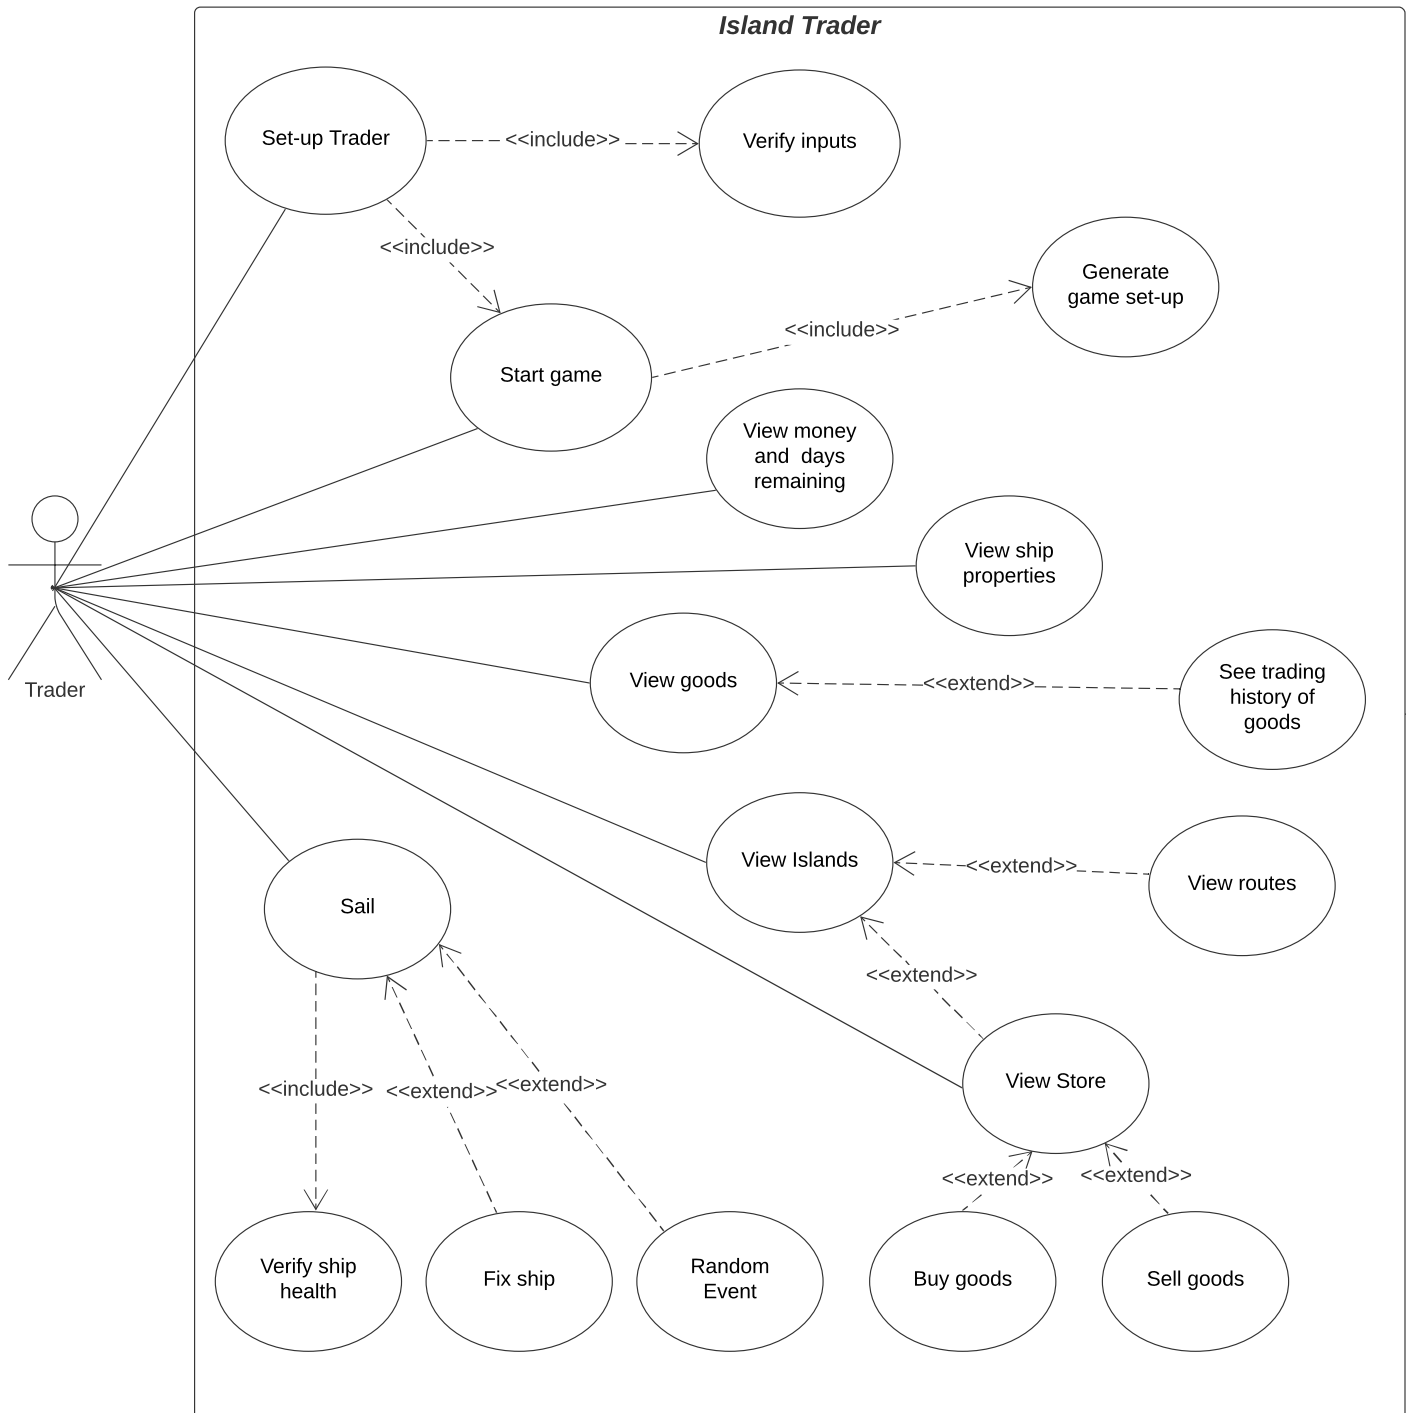 Island Trader
Set-up Trader
<<include>>
Verify inputs
<<include>>
Generate
game set-up
<<include>>
Start game
View money
and  days
remaining
View ship
properties
Trader
View goods
<<extend>>
See trading
history of
goods
View Islands
<<extend>>
View routes
Sail
<<extend>>
View Store
<<include>>
<<extend>>
<<extend>>
<<extend>>
<<extend>>
Verify ship
health
Fix ship
Random
Event
Buy goods
Sell goods